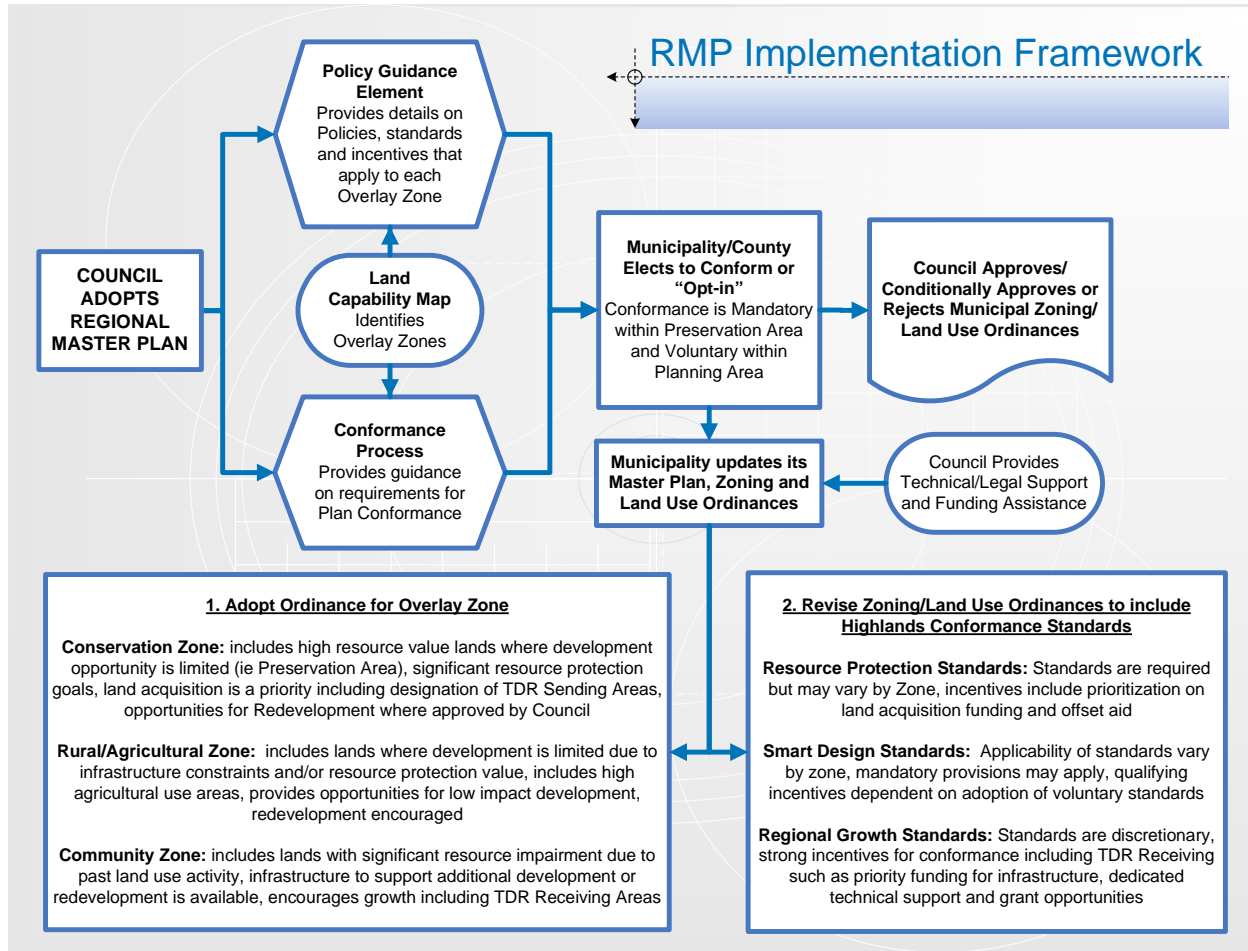 RMP Implementation Framework
Policy Guidance
Element
Provides details on
Policies, standards
and incentives that
apply to each
Overlay Zone
COUNCIL
ADOPTS
REGIONAL
MASTER PLAN
Land
Capability Map
Identifies
Overlay Zones
Conformance
Process
Provides guidance
on requirements for
Plan Conformance
Municipality/County
Elects to Conform or
“Opt-in”
Conformance is Mandatory
within Preservation Area
and Voluntary within
Planning Area
Council Approves/
Conditionally Approves or
Rejects Municipal Zoning/
Land Use Ordinances
Municipality updates its
Master Plan, Zoning and
Land Use Ordinances
Council Provides
Technical/Legal Support
and Funding Assistance
1. Adopt Ordinance for Overlay Zone
Conservation Zone: includes high resource value lands where development
opportunity is limited (ie Preservation Area), significant resource protection
goals, land acquisition is a priority including designation of TDR Sending Areas,
opportunities for Redevelopment where approved by Council
Rural/Agricultural Zone: includes lands where development is limited due to
infrastructure constraints and/or resource protection value, includes high
agricultural use areas, provides opportunities for low impact development,
redevelopment encouraged
Community Zone: includes lands with significant resource impairment due to
past land use activity, infrastructure to support additional development or
redevelopment is available, encourages growth including TDR Receiving Areas
2. Revise Zoning/Land Use Ordinances to include
Highlands Conformance Standards
Resource Protection Standards: Standards are required
but may vary by Zone, incentives include prioritization on
land acquisition funding and offset aid
Smart Design Standards: Applicability of standards vary
by zone, mandatory provisions may apply, qualifying
incentives dependent on adoption of voluntary standards
Regional Growth Standards: Standards are discretionary,
strong incentives for conformance including TDR Receiving
such as priority funding for infrastructure, dedicated
technical support and grant opportunities